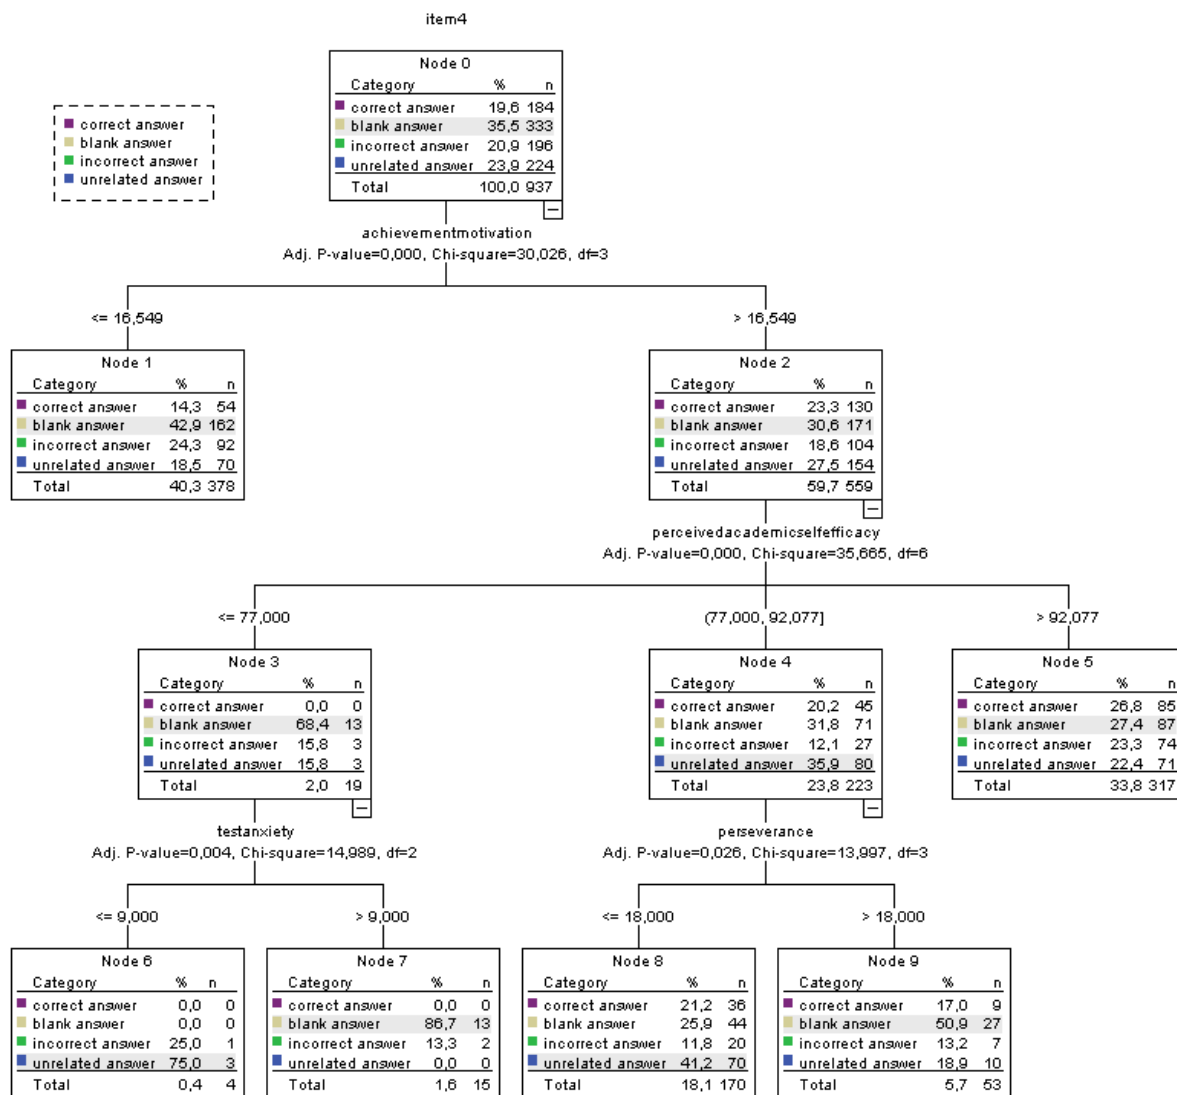 item4
Node 0
Category % n
correct answer 19,6 184
blank answer 35,5 333
incorrect answer 20,9 196
unrelated answer 23,9 224
Total 100,0 937
correct answer
blank answer
incorrect answer
unrelated answer
achievementmotivation
Adj. P-value=0,000, Chi-square=30,026, df=3
<= 16,549
> 16,549
Node 1
Category % n
correct answer 14,3 54
blank answer 42,9 162
incorrect answer 24,3 92
unrelated answer 18,5 70
Total 40,3 378
Node 2
Category % n
correct answer 23,3 130
blank answer 30,6 171
incorrect answer 18,6 104
unrelated answer 27,5 154
Total 59,7 559
perceivedacademicselfefficacy
Adj. P-value=0,000, Chi-square=35,665, df=6
<= 77,000
(77,000, 92,077]
> 92,077
Node 3
Category % n
correct answer 0,0 0
blank answer 68,4 13
incorrect answer 15,8 3
unrelated answer 15,8 3
Total 2,0 19
Node 4
Category % n
correct answer 20,2 45
blank answer 31,8 71
incorrect answer 12,1 27
unrelated answer 35,9 80
Total 23,8 223
Node 5
Category % n
correct answer 26,8 85
blank answer 27,4 87
incorrect answer 23,3 74
unrelated answer 22,4 71
Total 33,8 317
testanxiety
Adj. P-value=0,004, Chi-square=14,989, df=2
perseverance
Adj. P-value=0,026, Chi-square=13,997, df=3
<= 9,000
> 9,000
<= 18,000
> 18,000
Node 6
Category % n
correct answer 0,0 0
blank answer 0,0 0
incorrect answer 25,0 1
unrelated answer 75,0 3
Total 0,4 4
Node 7
Category % n
correct answer 0,0 0
blank answer 86,7 13
incorrect answer 13,3 2
unrelated answer 0,0 0
Total 1,6 15
Node 8
Category % n
correct answer 21,2 36
blank answer 25,9 44
incorrect answer 11,8 20
unrelated answer 41,2 70
Total 18,1 170
Node 9
Category % n
correct answer 17,0 9
blank answer 50,9 27
incorrect answer 13,2 7
unrelated answer 18,9 10
Total 5,7 53